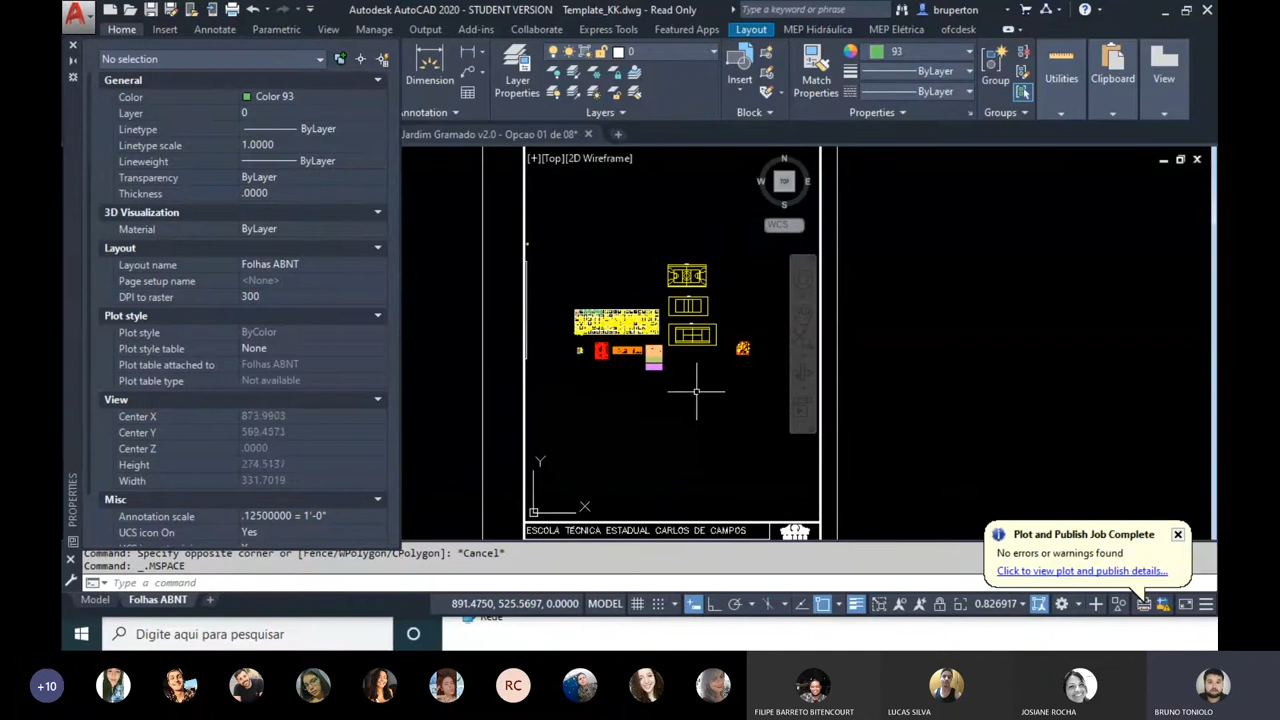 Autodesk AutoCAD 2020 - STUDENT VERSION Template_KK.dwg - Read Only
Type a keyword or phrase
bruperton
Home Insert Annotate Parametric View Manage Output Add-ins Collaborate Express Tools Featured Apps Layout MEP Hidráulica MEP Elétrica ofcdesk
No selection
Dimension
Layer Properties
0
Insert
Match Properties
93
ByLayer
ByLayer
Group
Utilities
Clipboard
View
Layers
Block
Properties
Groups
Jardim Gramado v2.0 - Opcao 01 de 08*
General
Color Color 93
Layer 0
Linetype ByLayer
Linetype scale 1.0000
Lineweight ByLayer
Transparency ByLayer
Thickness .0000
3D Visualization
Material ByLayer
Layout
Layout name Folhas ABNT
Page setup name <None>
DPI to raster 300
Plot style
Plot style ByColor
Plot style table None
Plot table attached to Folhas ABNT
Plot table type Not available
View
Center X 873.9903
Center Y 569.4573
Center Z .0000
Height 274.5137
Width 331.7019
Misc
Annotation scale .12500000 = 1'-0"
UCS icon On Yes
PROPERTIES
[+][Top][2D Wireframe]
N
W TOP E
S
WCS
Y
X
ESCOLA TÉCNICA ESTADUAL CARLOS DE CAMPOS
Command: Specify opposite corner or [Fence/WPolygon/CPolygon]: *Cancel*
Command: _.MSPACE
Type a command
Plot and Publish Job Complete
No errors or warnings found
Click to view plot and publish details...
Model Folhas ABNT
891.4750, 525.5697, 0.0000 MODEL
0.826917
Digite aqui para pesquisar
Rede
+10
RC
FILIPE BARRETO BITENCOURT
LUCAS SILVA
JOSIANE ROCHA
BRUNO TONIOLO